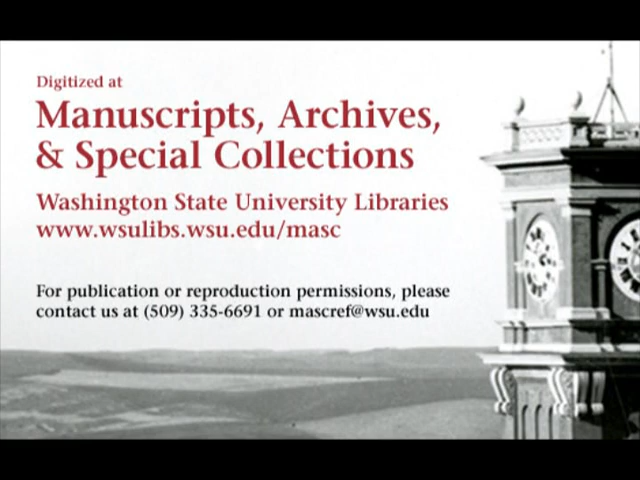 Digitized at
Manuscripts, Archives,
& Special Collections
Washington State University Libraries
www.wsulibs.wsu.edu/masc
For publication or reproduction permissions, please
contact us at (509) 335-6691 or mascref@wsu.edu